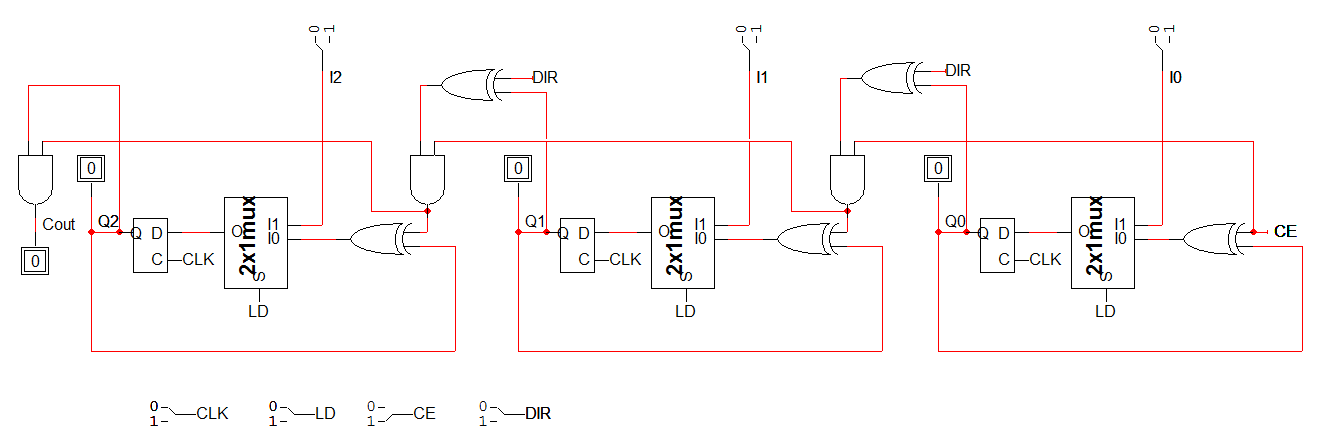 0 1
0 1
0 1
I2
DIR
I1
DIR
I0
0
0
0
Cout
Q2
Q D
C
CLK
O
2x1mux
I1
I0
S
LD
Q1
Q D
C
CLK
O
2x1mux
I1
I0
S
LD
Q0
Q D
C
CLK
O
2x1mux
I1
I0
S
LD
CE
0
0
1
CLK
0
1
LD
0
1
CE
0
1
DIR